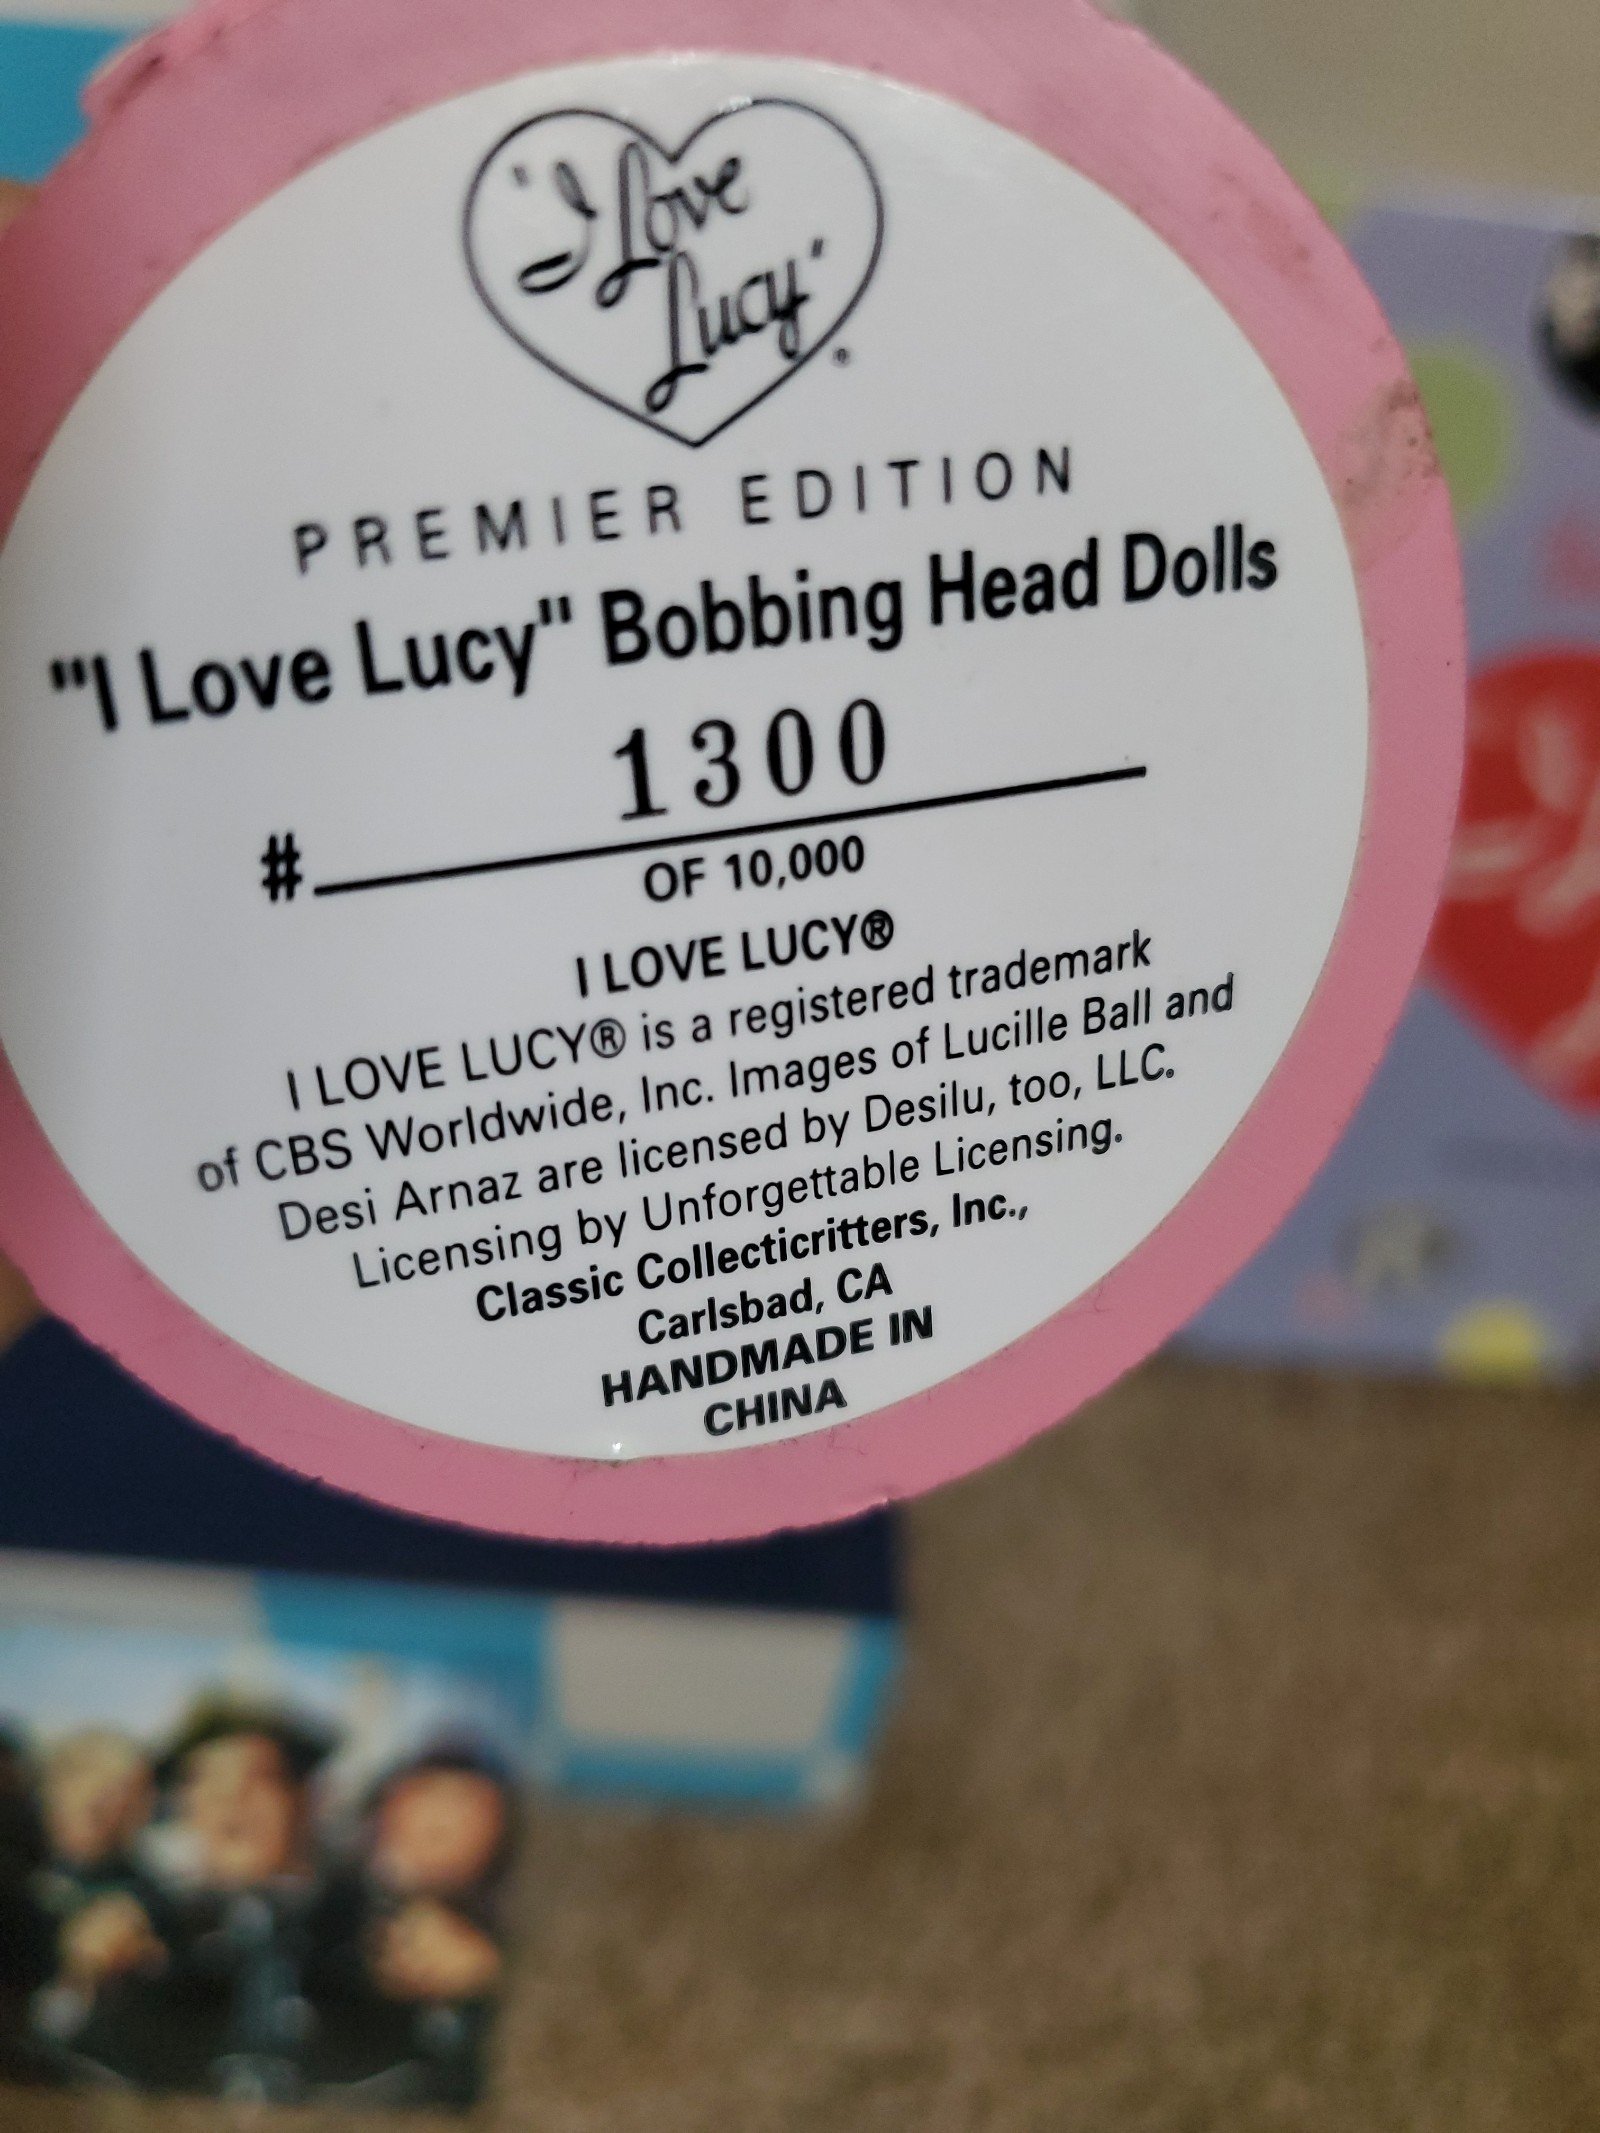 "I Love
Lucy"®
PREMIER EDITION
"I Love Lucy" Bobbing Head Dolls
# 1300
OF 10,000
I LOVE LUCY®
I LOVE LUCY® is a registered trademark
of CBS Worldwide, Inc. Images of Lucille Ball and
Desi Arnaz are licensed by Desilu, too, LLC.
Licensing by Unforgettable Licensing.
Classic Collecticritters, Inc.,
Carlsbad, CA
HANDMADE IN
CHINA